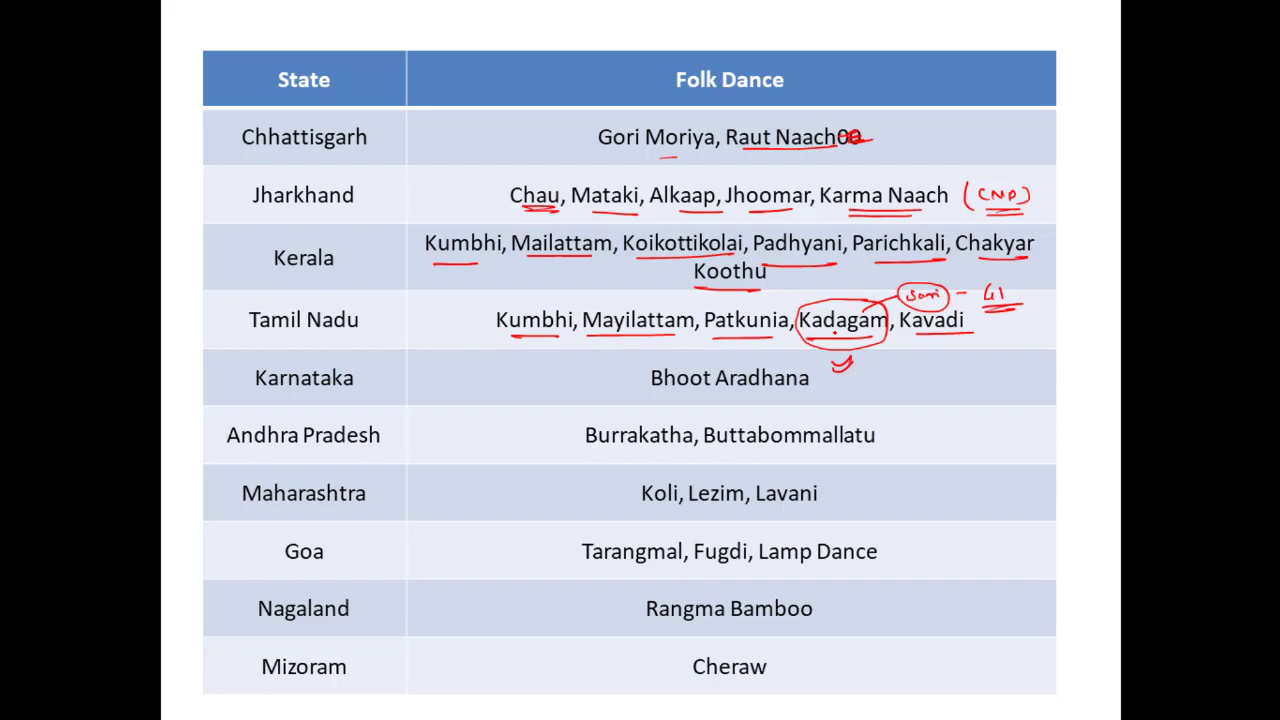 State Folk Dance
Chhattisgarh Gori Moriya, Raut Naach00
Jharkhand Chau, Mataki, Alkaap, Jhoomar, Karma Naach (CNP)
Kerala Kumbhi, Mailattam, Koikottikolai, Padhyani, Parichkali, Chakyar
Koothu
Sari - GI
Tamil Nadu Kumbhi, Mayilattam, Patkunia, Kadagam, Kavadi
Karnataka Bhoot Aradhana
Andhra Pradesh Burrakatha, Buttabommallatu
Maharashtra Koli, Lezim, Lavani
Goa Tarangmal, Fugdi, Lamp Dance
Nagaland Rangma Bamboo
Mizoram Cheraw